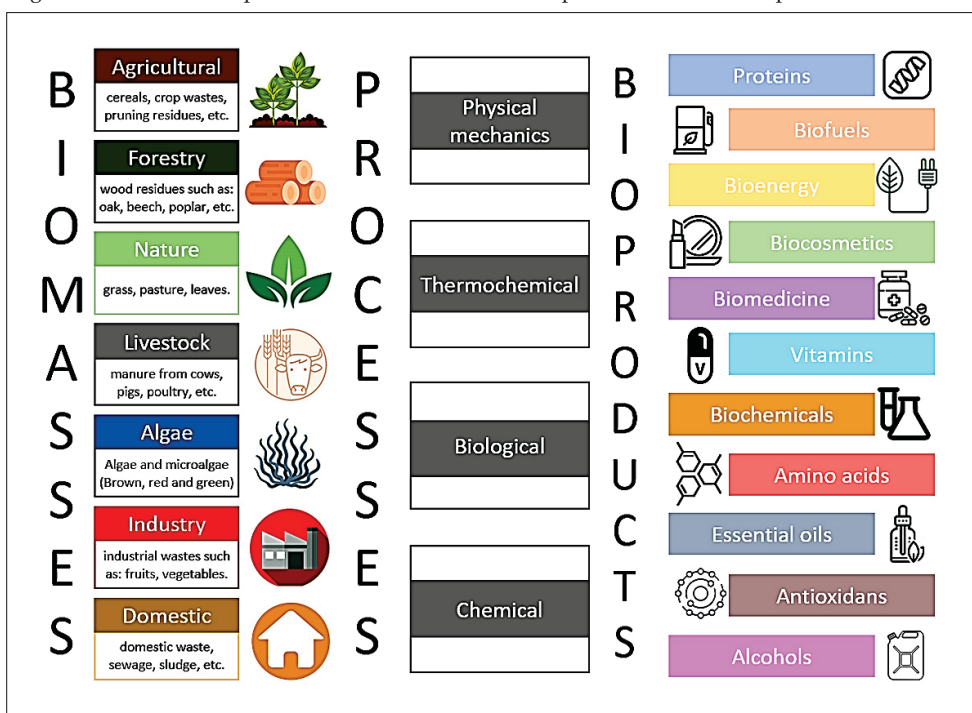 BIOMASSES
Agricultural
cereals, crop wastes,
pruning residues, etc.
Forestry
wood residues such as:
oak, beech, poplar, etc.
Nature
grass, pasture, leaves.
Livestock
manure from cows,
pigs, poultry, etc.
Algae
Algae and microalgae
(Brown, red and green)
Industry
industrial wastes such
as: fruits, vegetables.
Domestic
domestic waste,
sewage, sludge, etc.
PROCESSES
Physical
mechanics
Thermochemical
Biological
Chemical
BIOPRODUCTS
Proteins
Biofuels
Bioenergy
Biocosmetics
Biomedicine
V
Vitamins
Biochemicals
Amino acids
Essential oils
Antioxidans
Alcohols